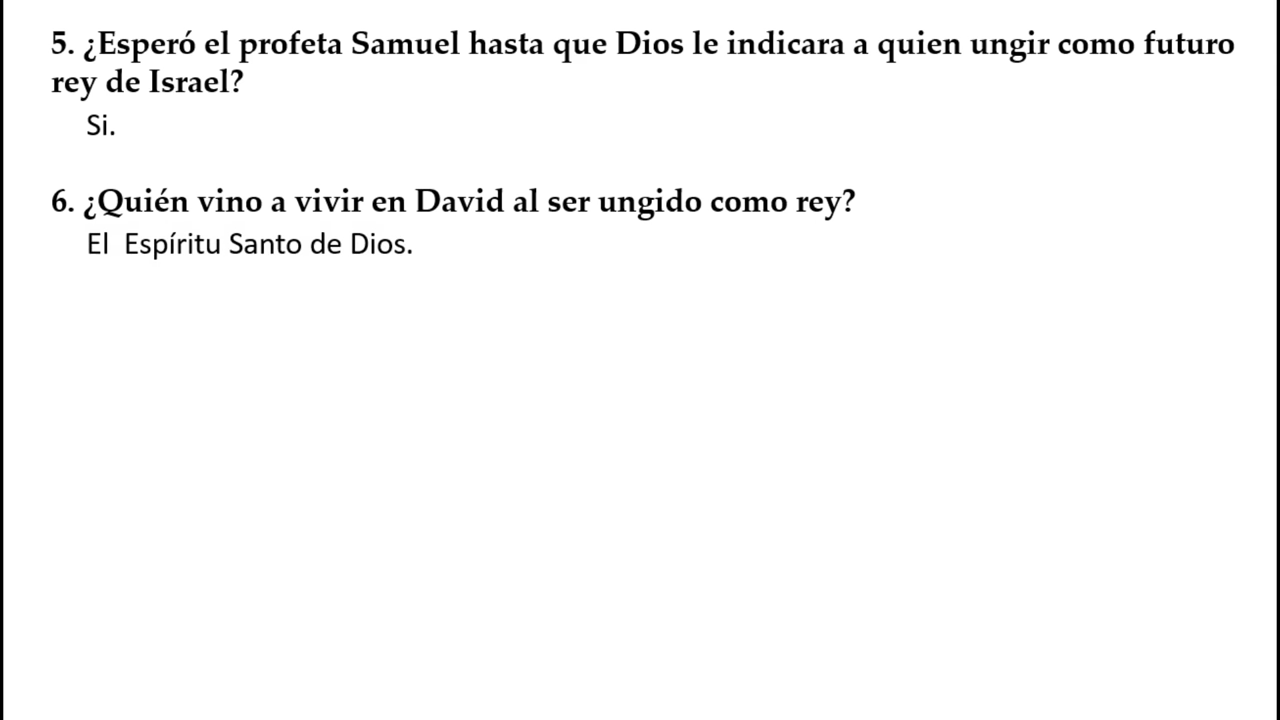 5. ¿Esperó el profeta Samuel hasta que Dios le indicara a quien ungir como futuro
rey de Israel?
Si.
6. ¿Quién vino a vivir en David al ser ungido como rey?
El  Espíritu Santo de Dios.